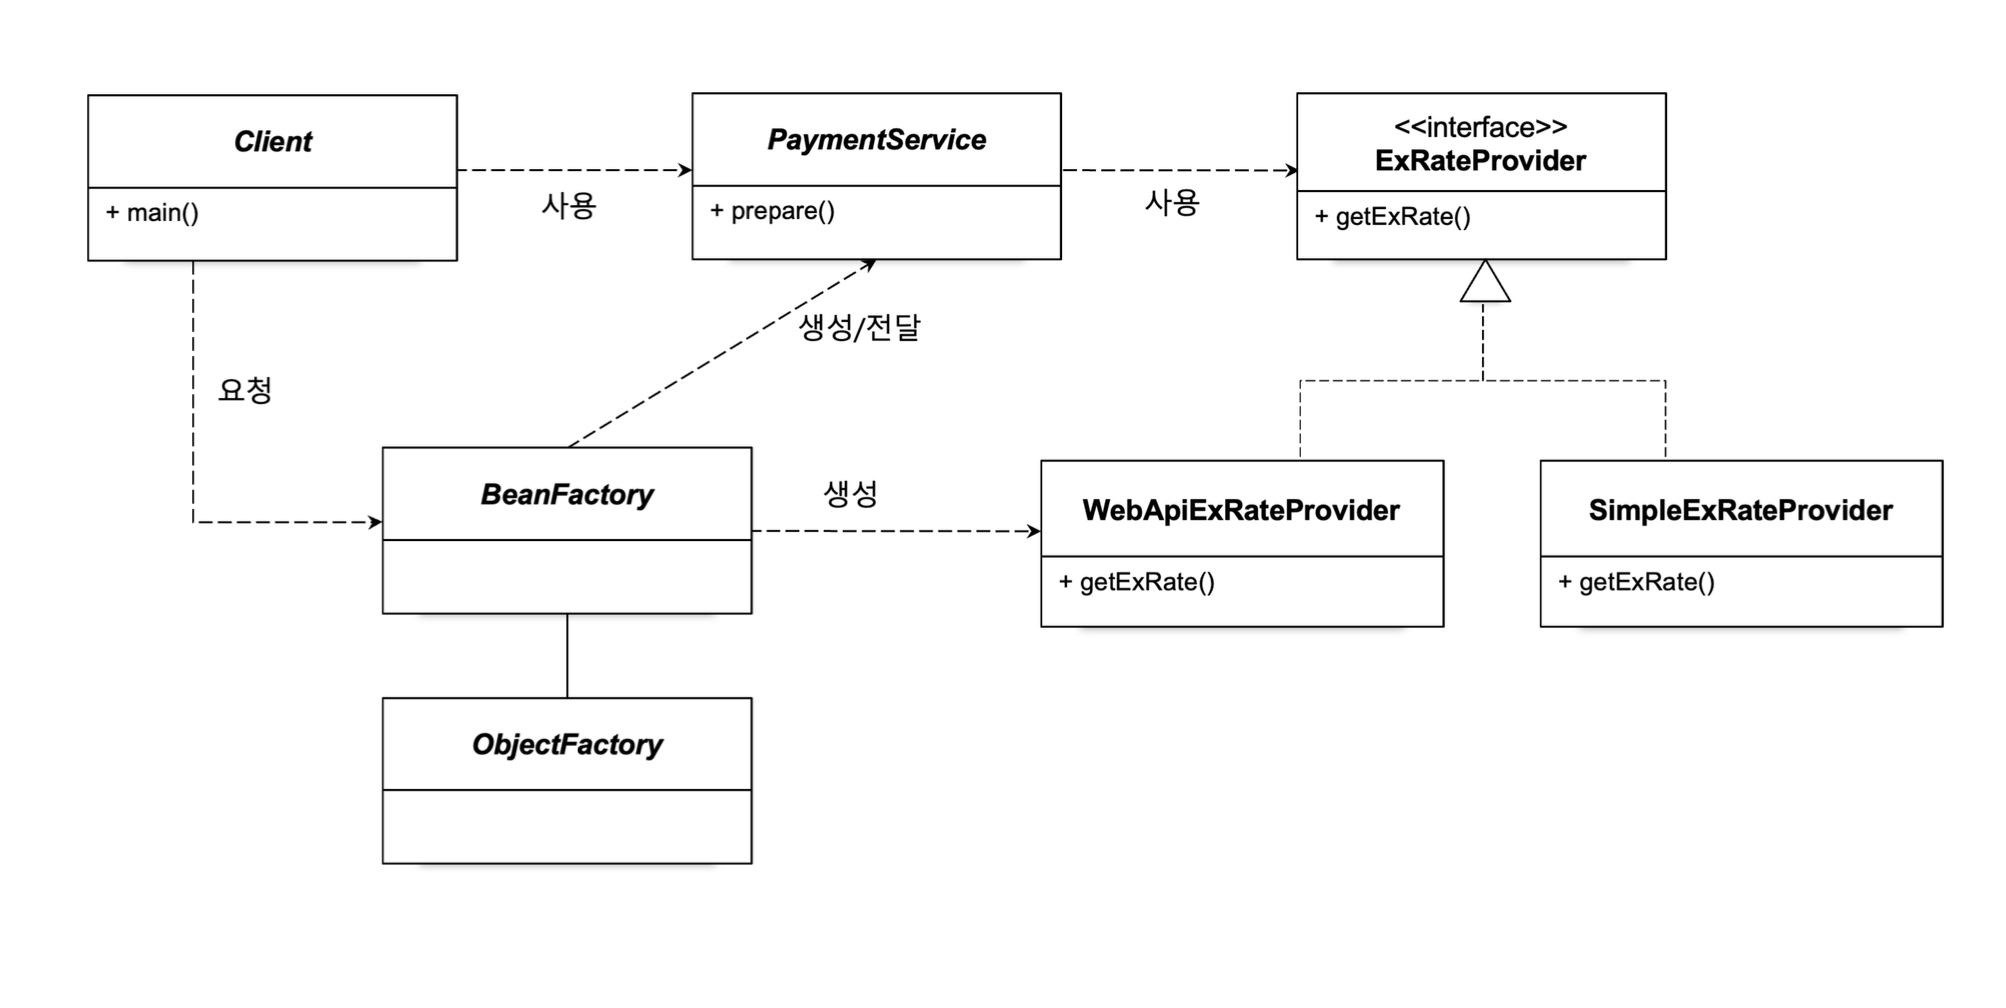 Client
+ main()
사용
PaymentService
+ prepare()
사용
<<interface>>
ExRateProvider
+ getExRate()
요청
생성/전달
BeanFactory
생성
WebApiExRateProvider
+ getExRate()
SimpleExRateProvider
+ getExRate()
ObjectFactory